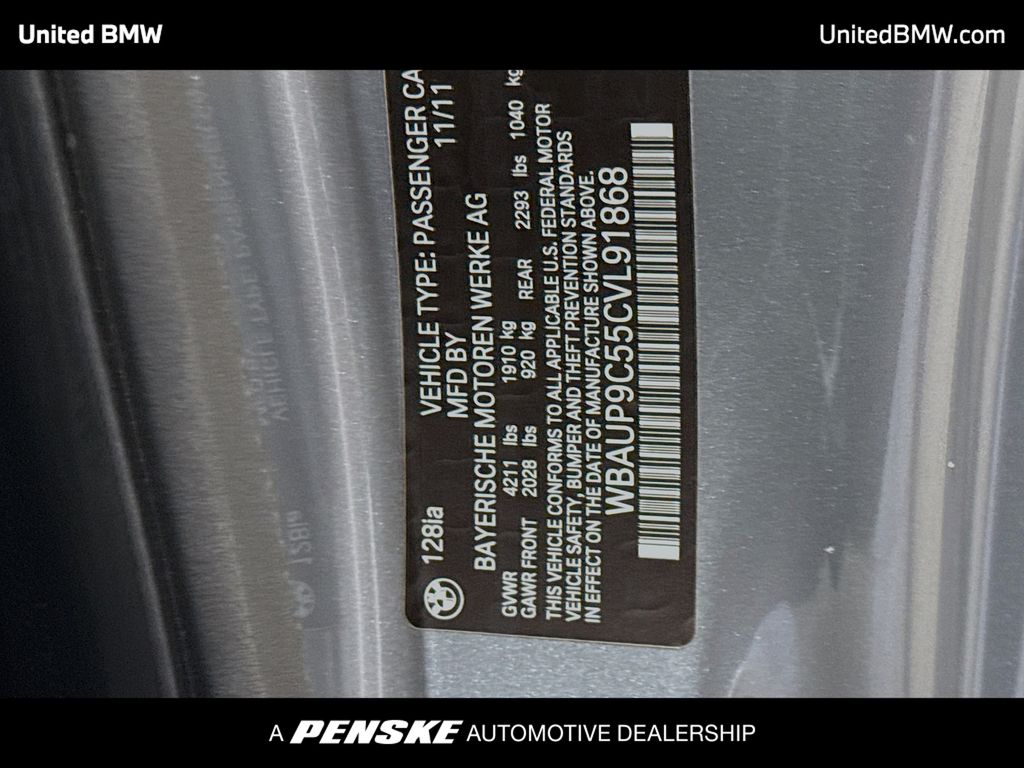 United BMW
UnitedBMW.com
128ia VEHICLE TYPE: PASSENGER CA
MFD BY 11/11
BAYERISCHE MOTOREN WERKE AG
GVWR 4211 lbs 1910 kg
GAWR FRONT 2028 lbs 920 kg REAR 2293 lbs 1040 kg
THIS VEHICLE CONFORMS TO ALL APPLICABLE U.S. FEDERAL MOTOR
VEHICLE SAFETY, BUMPER AND THEFT PREVENTION STANDARDS
IN EFFECT ON THE DATE OF MANUFACTURE SHOWN ABOVE.
WBAUP9C55CVL91868
A PENSKE AUTOMOTIVE DEALERSHIP